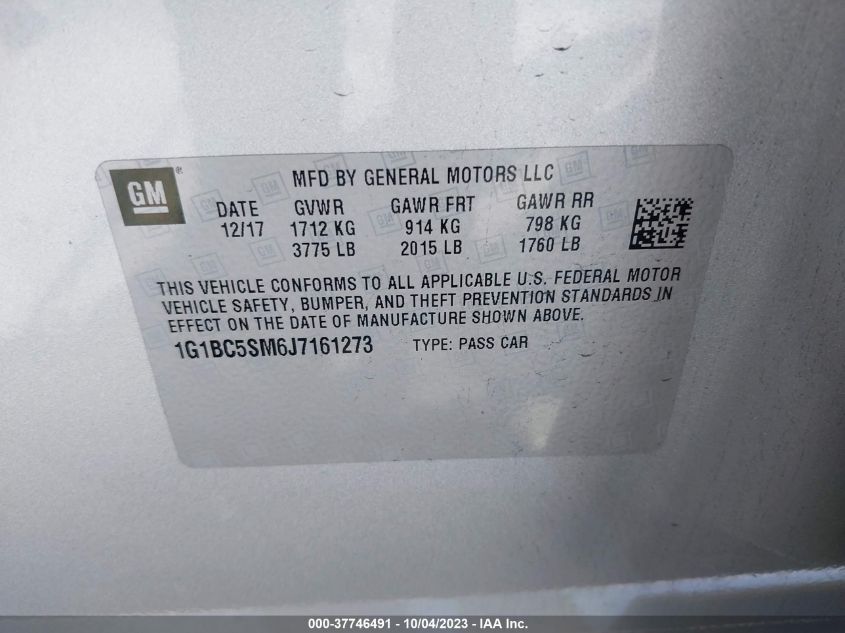 GM®
MFD BY GENERAL MOTORS LLC
DATE GVWR GAWR FRT GAWR RR
12/17 1712 KG 914 KG 798 KG
3775 LB 2015 LB 1760 LB
THIS VEHICLE CONFORMS TO ALL APPLICABLE U.S. FEDERAL MOTOR
VEHICLE SAFETY, BUMPER, AND THEFT PREVENTION STANDARDS IN
EFFECT ON THE DATE OF MANUFACTURE SHOWN ABOVE.
1G1BC5SM6J7161273 TYPE: PASS CAR
000-37746491 - 10/04/2023 - IAA Inc.